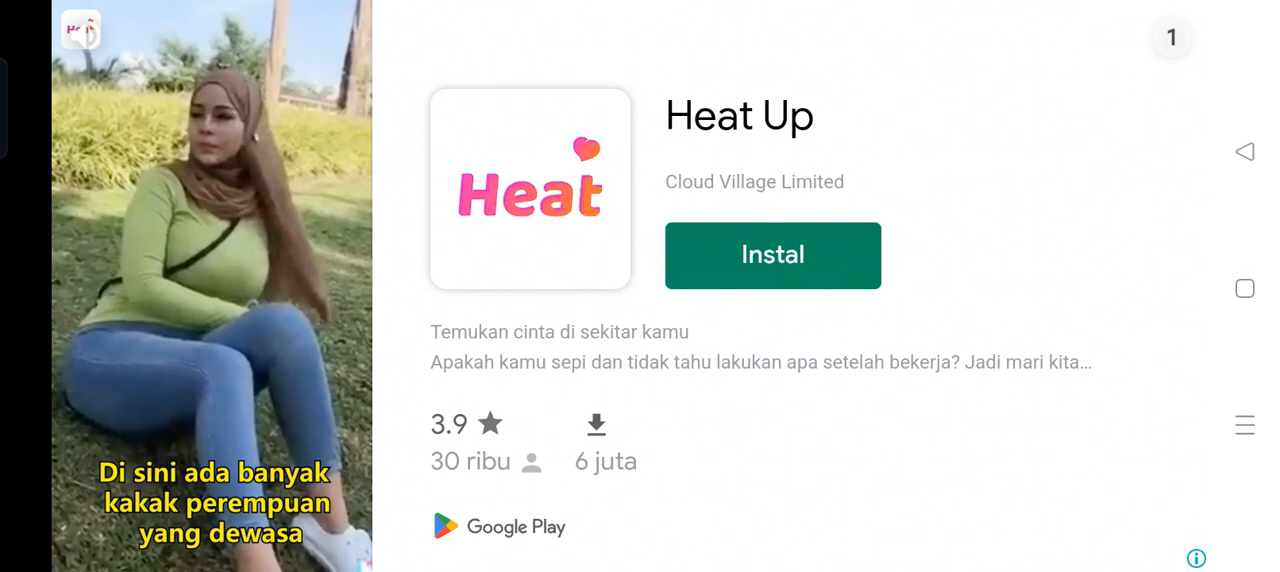 Heat
Di sini ada banyak
kakak perempuan
yang dewasa
1
Heat
Heat Up
Cloud Village Limited
Instal
Temukan cinta di sekitar kamu
Apakah kamu sepi dan tidak tahu lakukan apa setelah bekerja? Jadi mari kita...
3.9
30 ribu
6 juta
Google Play